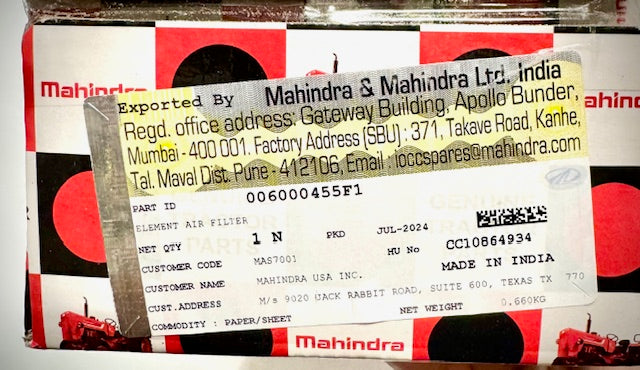 Mahindra
Exported By Mahindra & Mahindra Ltd. India
Regd. office address: Gateway Building, Apollo Bunder,
Mumbai - 400 001. Factory Address (SBU) : 371, Takave Road, Kanhe,
Tal. Maval Dist. Pune - 412106, Email : loccspares@mahindra.com
PART ID 006000455F1
ELEMENT AIR FILTER
NET QTY 1 N PKD JUL-2024
HU No CC10864934
CUSTOMER CODE MAS7001 MADE IN INDIA
CUSTOMER NAME MAHINDRA USA INC.
CUST.ADDRESS M/s 9020 JACK RABBIT ROAD, SUITE 600, TEXAS TX 770
COMMODITY : PAPER/SHEET NET WEIGHT 0.660KG
Mahindra